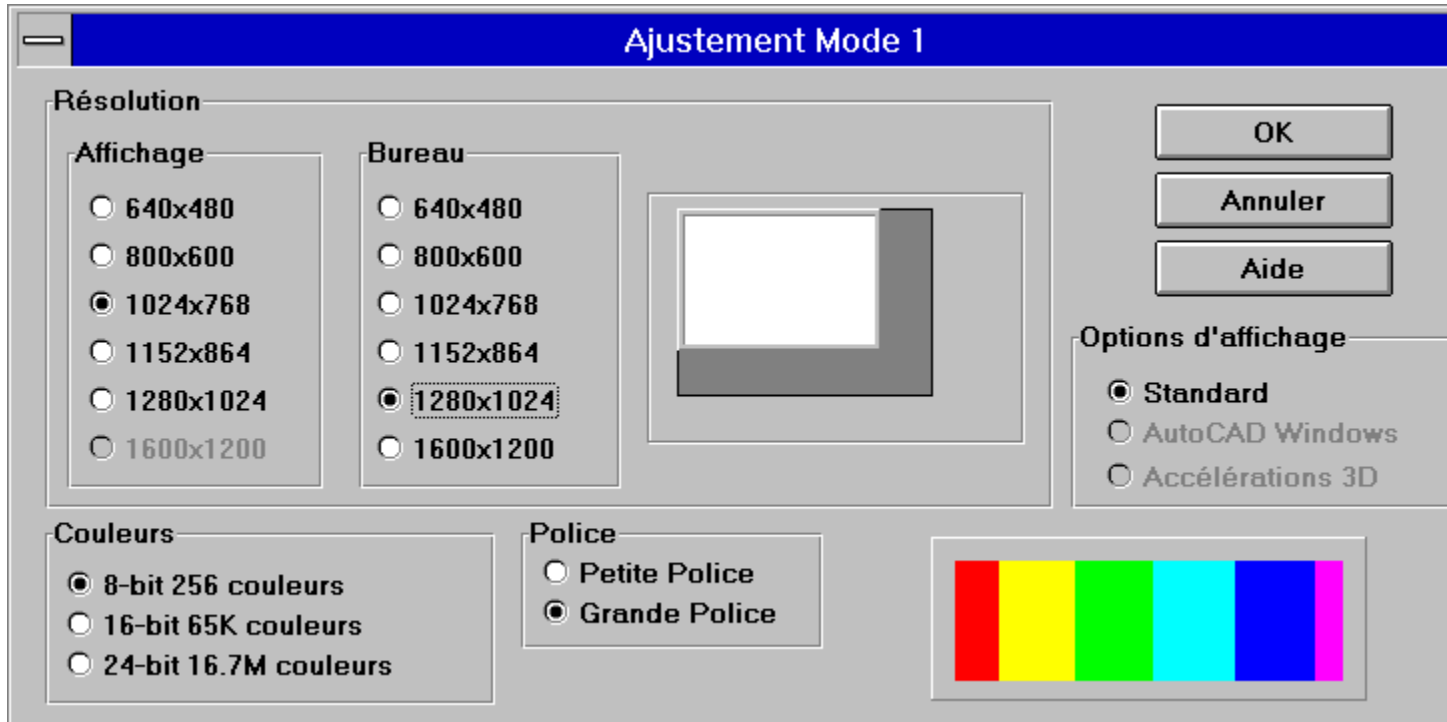 Ajustement Mode 1
Résolution
Affichage
640x480
800x600
1024x768
1152x864
1280x1024
1600x1200
Bureau
640x480
800x600
1024x768
1152x864
1280x1024
1600x1200
OK
Annuler
Aide
Options d'affichage
Standard
AutoCAD Windows
Accélérations 3D
Couleurs
8-bit 256 couleurs
16-bit 65K couleurs
24-bit 16.7M couleurs
Police
Petite Police
Grande Police